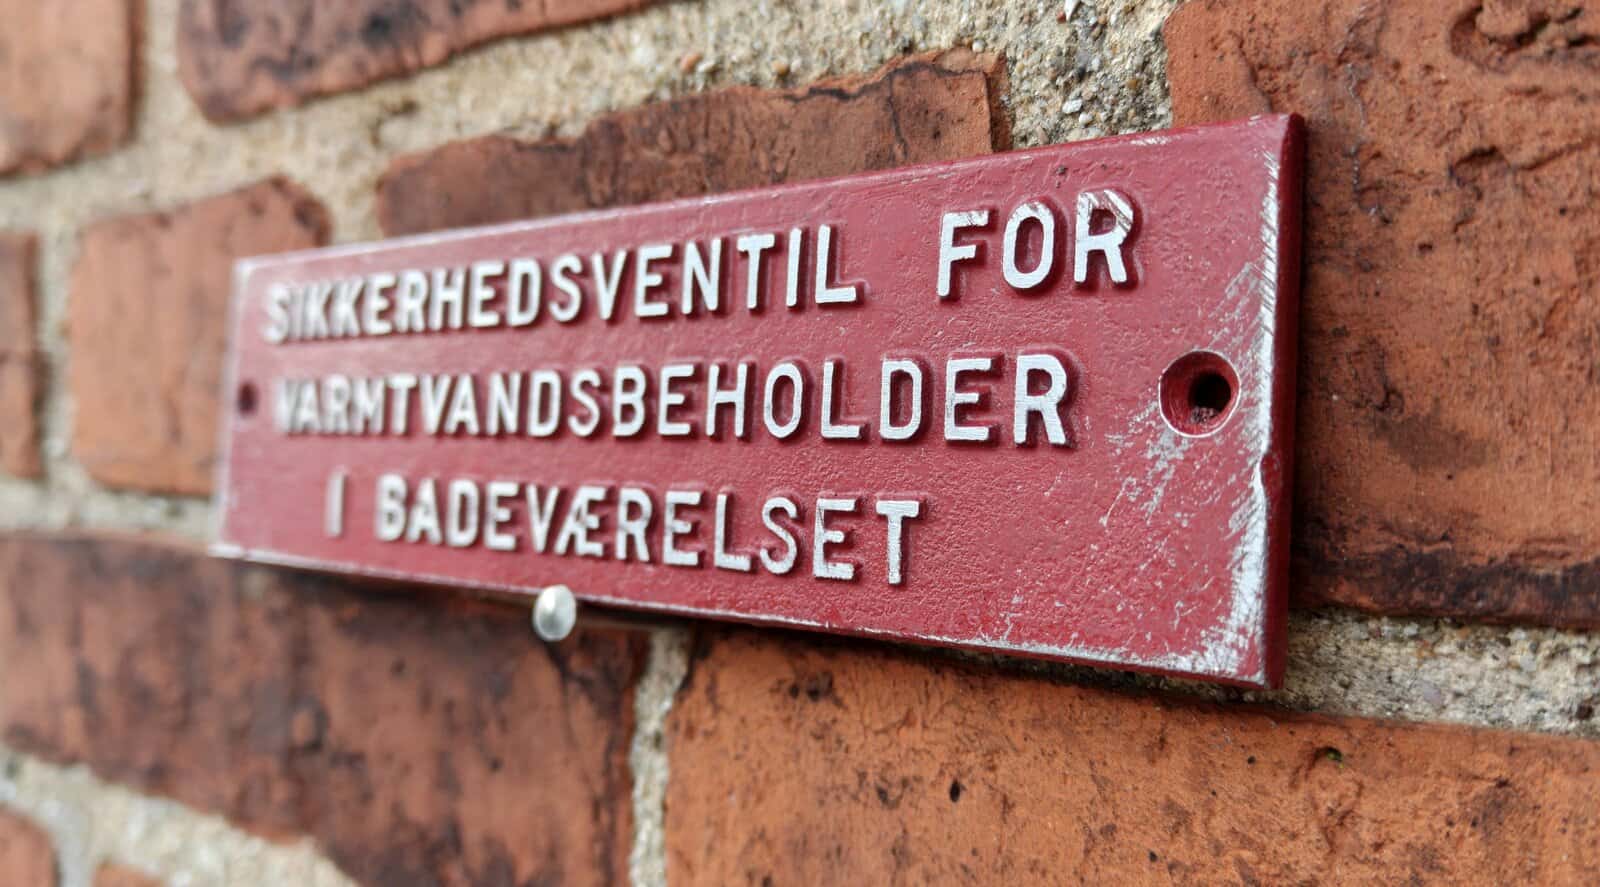 SIKKERHEDSVENTIL FOR
VARMTVANDSBEHOLDER
I BADEVÆRELSET